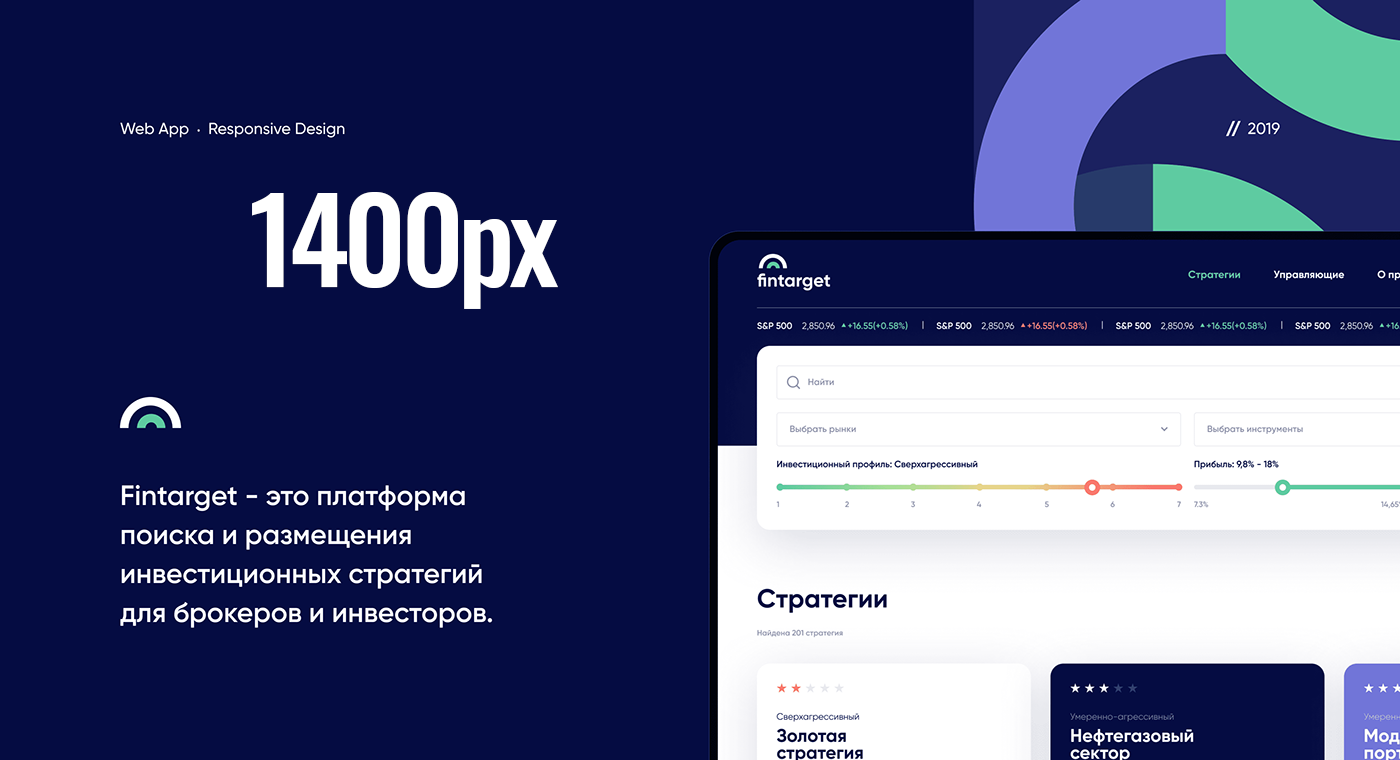 Web App · Responsive Design
// 2019
1400px
Fintarget - это платформа
поиска и размещения
инвестиционных стратегий
для брокеров и инвесторов.
fintarget
Стратегии Управляющие О пр
S&P 500 2,850.96 ▲+16.55(+0.58%) | S&P 500 2,850.96 ▲+16.55(+0.58%) | S&P 500 2,850.96 ▲+16.55(+0.58%) | S&P 500 2,850.96 ▲+16
Найти
Выбрать рынки Выбрать инструменты
Инвестиционный профиль: Сверхагрессивный Прибыль: 9,8% - 18%
1 2 3 4 5 6 7 7.3% 14,65
Стратегии
Найдена 201 стратегия
Сверхагрессивный
Золотая
стратегия
Умеренно-агрессивный
Нефтегазовый
сектор
Умерен
Мод
порт